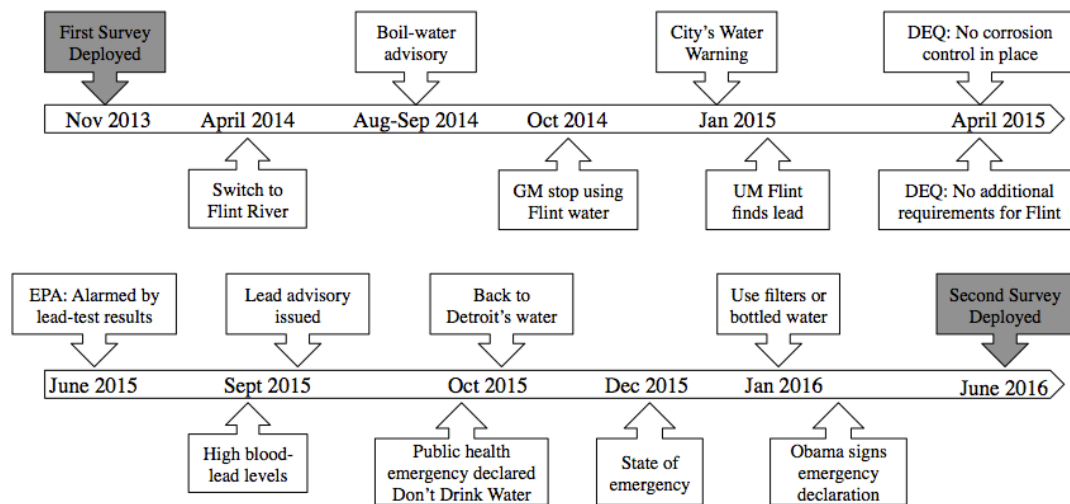 First Survey
Deployed
Boil-water
advisory
City's Water
Warning
DEQ: No corrosion
control in place
Nov 2013
April 2014
Aug-Sep 2014
Oct 2014
Jan 2015
April 2015
Switch to
Flint River
GM stop using
Flint water
UM Flint
finds lead
DEQ: No additional
requirements for Flint
EPA: Alarmed by
lead-test results
Lead advisory
issued
Back to
Detroit's water
Use filters or
bottled water
Second Survey
Deployed
June 2015
Sept 2015
Oct 2015
Dec 2015
Jan 2016
June 2016
High blood-
lead levels
Public health
emergency declared
Don't Drink Water
State of
emergency
Obama signs
emergency
declaration